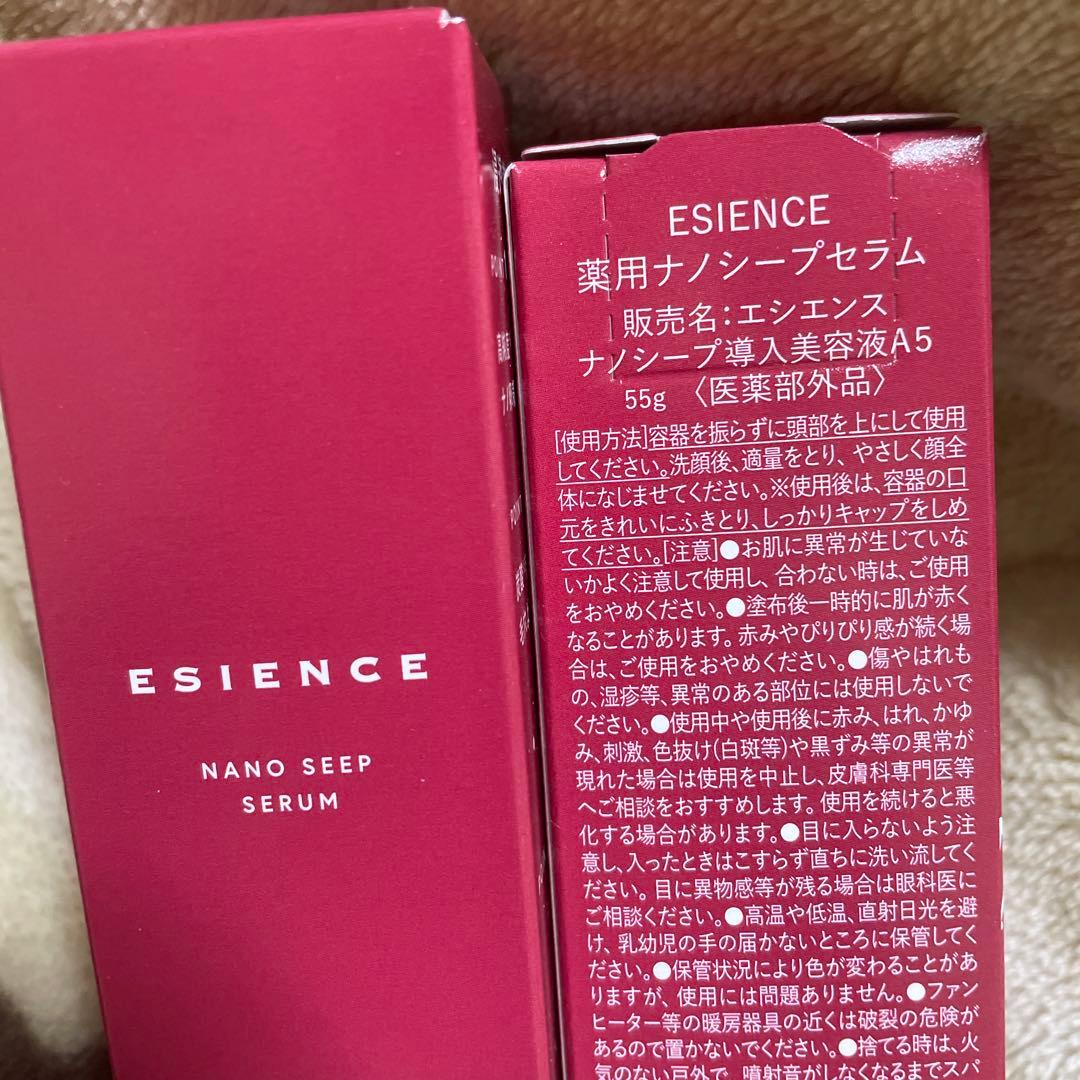 ESIENCE
NANO SEEP
SERUM
POINT
POINT
ESIENCE
薬用ナノシープセラム
販売名：エシエンス
ナノシープ導入美容液A5
55g 〈医薬部外品〉
[使用方法]容器を振らずに頭部を上にして使用
してください。洗顔後、適量をとり、やさしく顔全
体になじませてください。※使用後は、容器の口
元をきれいにふきとり、しっかりキャップをしめ
てください。[注意]●お肌に異常が生じていな
いかよく注意して使用し、合わない時は、ご使用
をおやめください。●塗布後一時的に肌が赤く
なることがあります。赤みやぴりぴり感が続く場
合は、ご使用をおやめください。●傷やはれも
の、湿疹等、異常のある部位には使用しないで
ください。●使用中や使用後に赤み、はれ、かゆ
み、刺激、色抜け(白斑等)や黒ずみ等の異常が
現れた場合は使用を中止し、皮膚科専門医等
へご相談をおすすめします。使用を続けると悪
化する場合があります。●目に入らないよう注
意し、入ったときはこすらず直ちに洗い流してく
ださい。目に異物感等が残る場合は眼科医に
ご相談ください。●高温や低温、直射日光を避
け、乳幼児の手の届かないところに保管してく
ださい。●保管状況により色が変わることがあ
りますが、使用には問題ありません。●ファン
ヒーター等の暖房器具の近くは破裂の危険が
あるので置かないでください。●捨てる時は、火
気のない戸外で、噴射音がしなくなるまでスパ